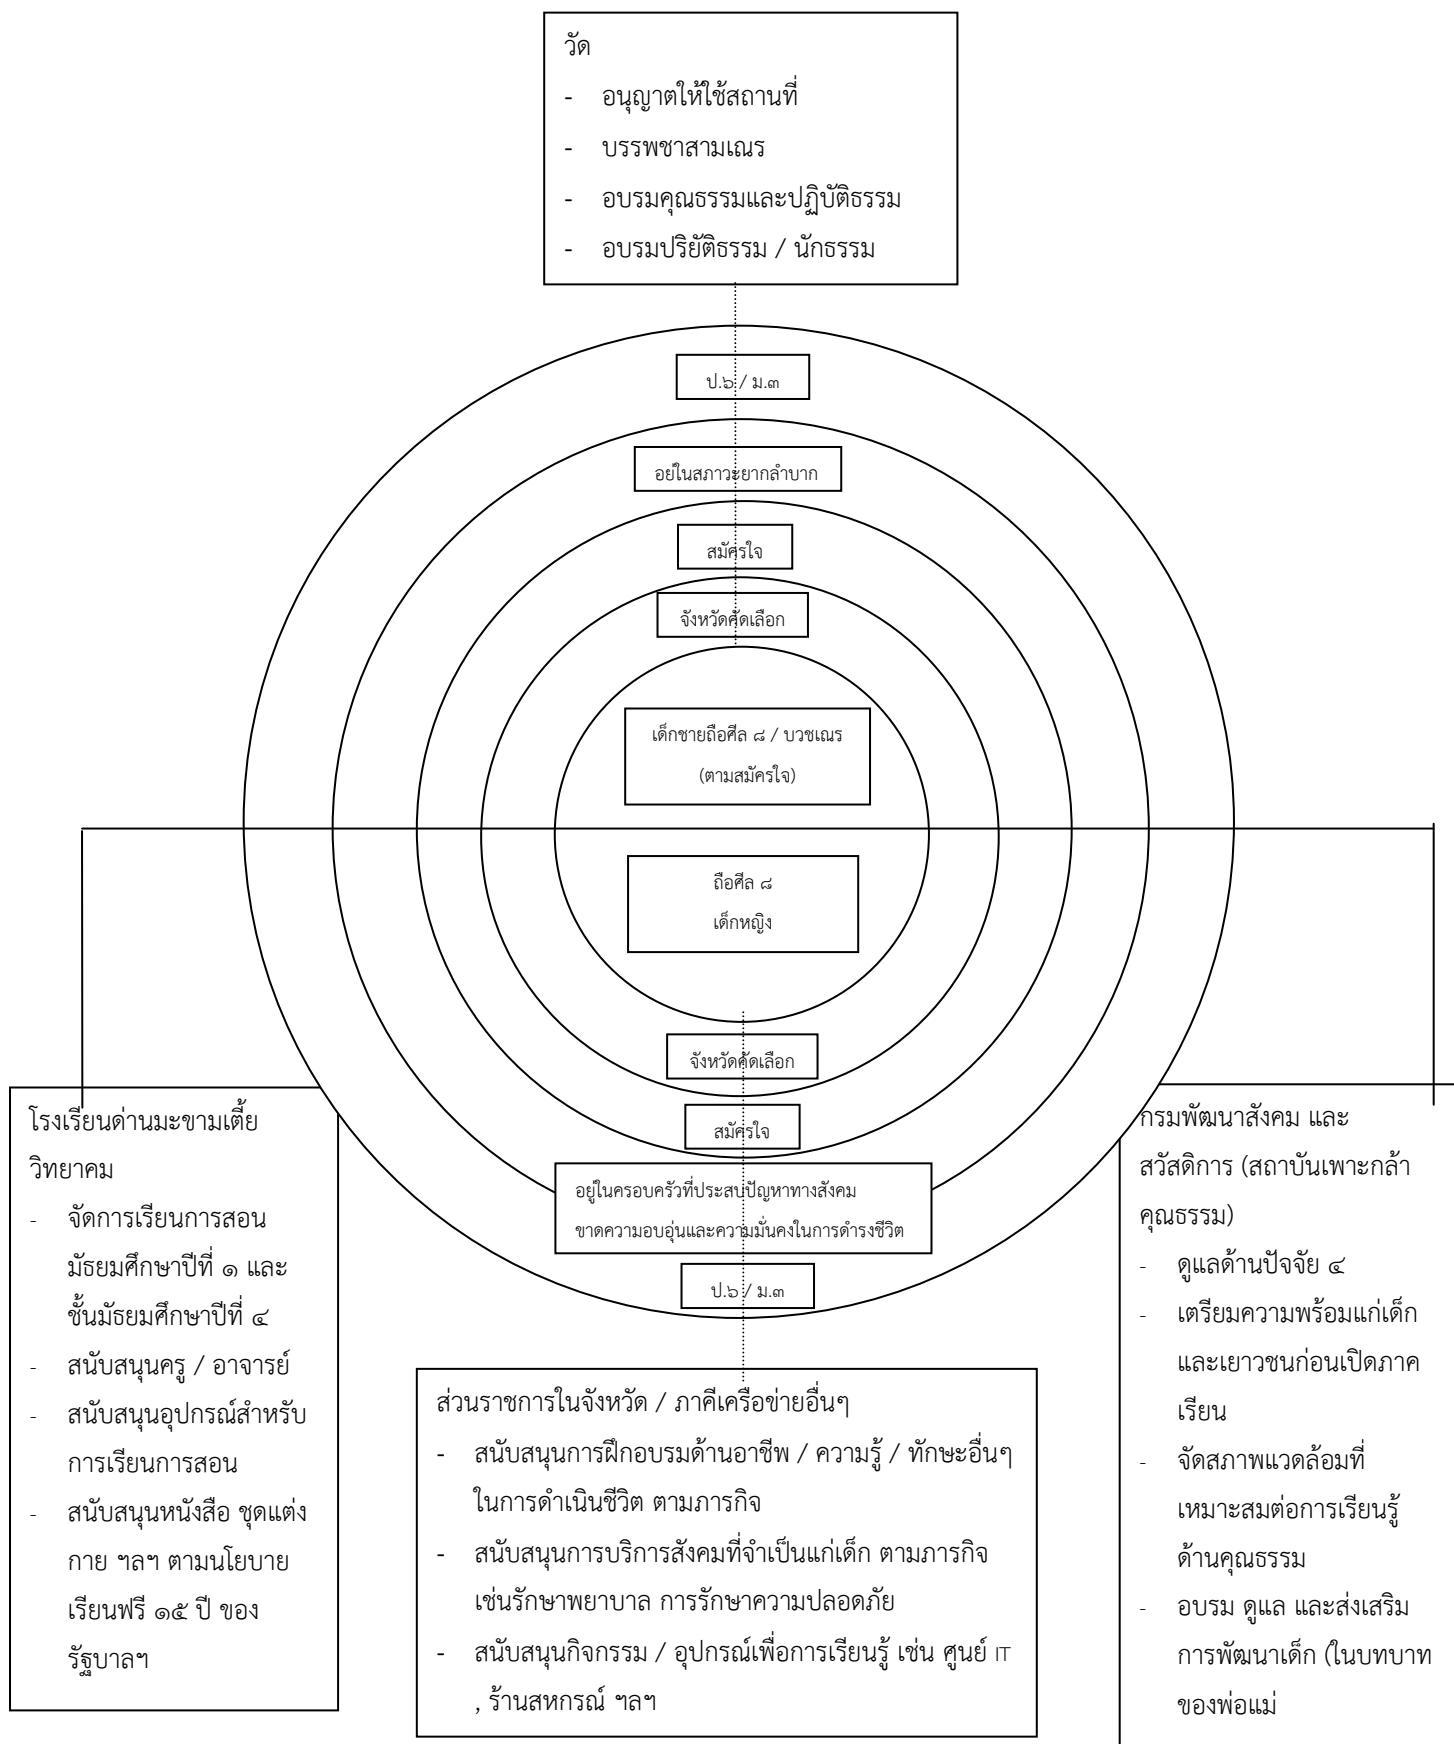 วัด
- อนุญาตให้ใช้สถานที่
- บรรพชาสามเณร
- อบรมคุณธรรมและปฏิบัติธรรม
- อบรมปริยัติธรรม / นักธรรม
ป.๖ / ม.๓
อยู่ในสภาวะยากลำบาก
สมัครใจ
จังหวัดคัดเลือก
เด็กชายถือศีล ๘ / บวชเณร
(ตามสมัครใจ)
ถือศีล ๘
เด็กหญิง
จังหวัดคัดเลือก
สมัครใจ
อยู่ในครอบครัวที่ประสบปัญหาทางสังคม
ขาดความอบอุ่นและความมั่นคงในการดำรงชีวิต
ป.๖ / ม.๓
โรงเรียนด่านมะขามเตี้ย
วิทยาคม
- จัดการเรียนการสอน
มัธยมศึกษาปีที่ ๑ และ
ชั้นมัธยมศึกษาปีที่ ๔
- สนับสนุนครู / อาจารย์
- สนับสนุนอุปกรณ์สำหรับ
การเรียนการสอน
- สนับสนุนหนังสือ ชุดแต่ง
กาย ฯลฯ ตามนโยบาย
เรียนฟรี ๑๕ ปี ของ
รัฐบาลฯ
ส่วนราชการในจังหวัด / ภาคีเครือข่ายอื่นๆ
- สนับสนุนการฝึกอบรมด้านอาชีพ / ความรู้ / ทักษะอื่นๆ
ในการดำเนินชีวิต ตามภารกิจ
- สนับสนุนการบริการสังคมที่จำเป็นแก่เด็ก ตามภารกิจ
เช่นรักษาพยาบาล การรักษาความปลอดภัย
- สนับสนุนกิจกรรม / อุปกรณ์เพื่อการเรียนรู้ เช่น ศูนย์ IT
, ร้านสหกรณ์ ฯลฯ
กรมพัฒนาสังคม และ
สวัสดิการ (สถาบันเพาะกล้า
คุณธรรม)
- ดูแลด้านปัจจัย ๔
- เตรียมความพร้อมแก่เด็ก
และเยาวชนก่อนเปิดภาค
เรียน
- จัดสภาพแวดล้อมที่
เหมาะสมต่อการเรียนรู้
ด้านคุณธรรม
- อบรม ดูแล และส่งเสริม
การพัฒนาเด็ก (ในบทบาท
ของพ่อแม่